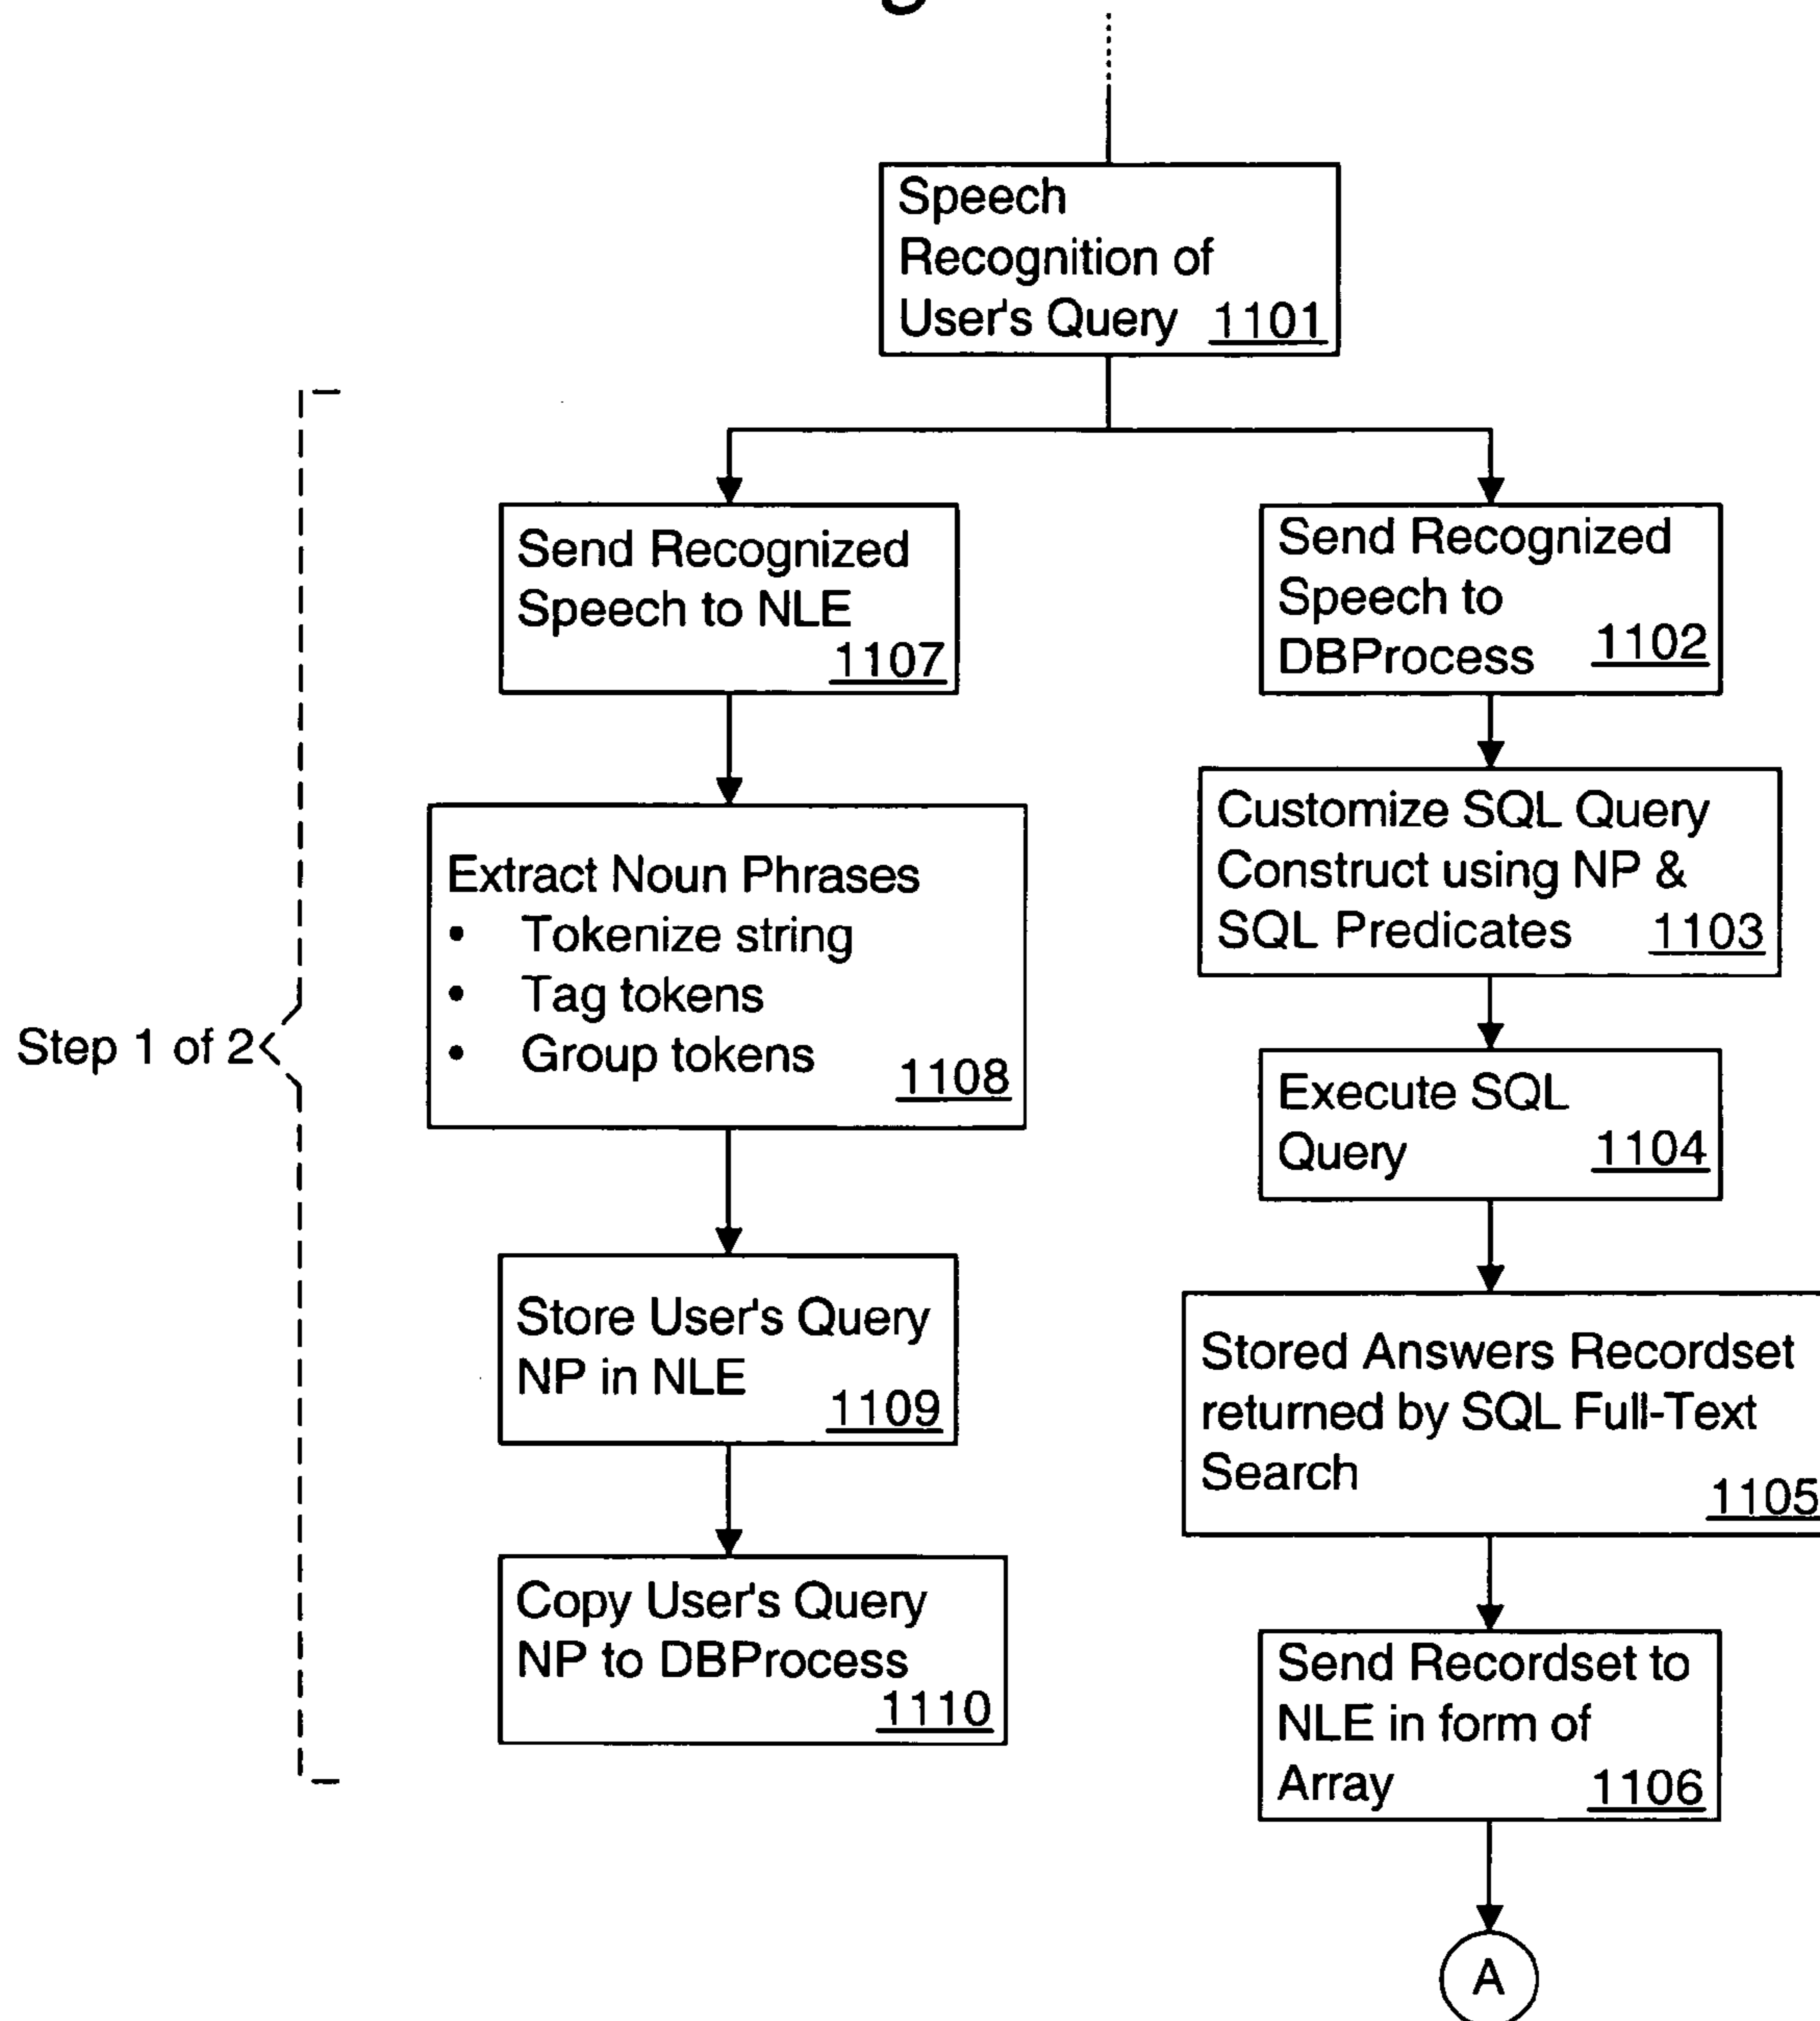 Speech
Recognition of
User's Query 1101
Send Recognized
Speech to NLE
1107
Send Recognized
Speech to
DBProcess 1102
Extract Noun Phrases
• Tokenize string
• Tag tokens
• Group tokens
1108
Customize SQL Query
Construct using NP &
SQL Predicates 1103
Step 1 of 2
Execute SQL
Query 1104
Store User's Query
NP in NLE
1109
Stored Answers Recordset
returned by SQL Full-Text
Search
1105
Copy User's Query
NP to DBProcess
1110
Send Recordset to
NLE in form of
Array 1106
A